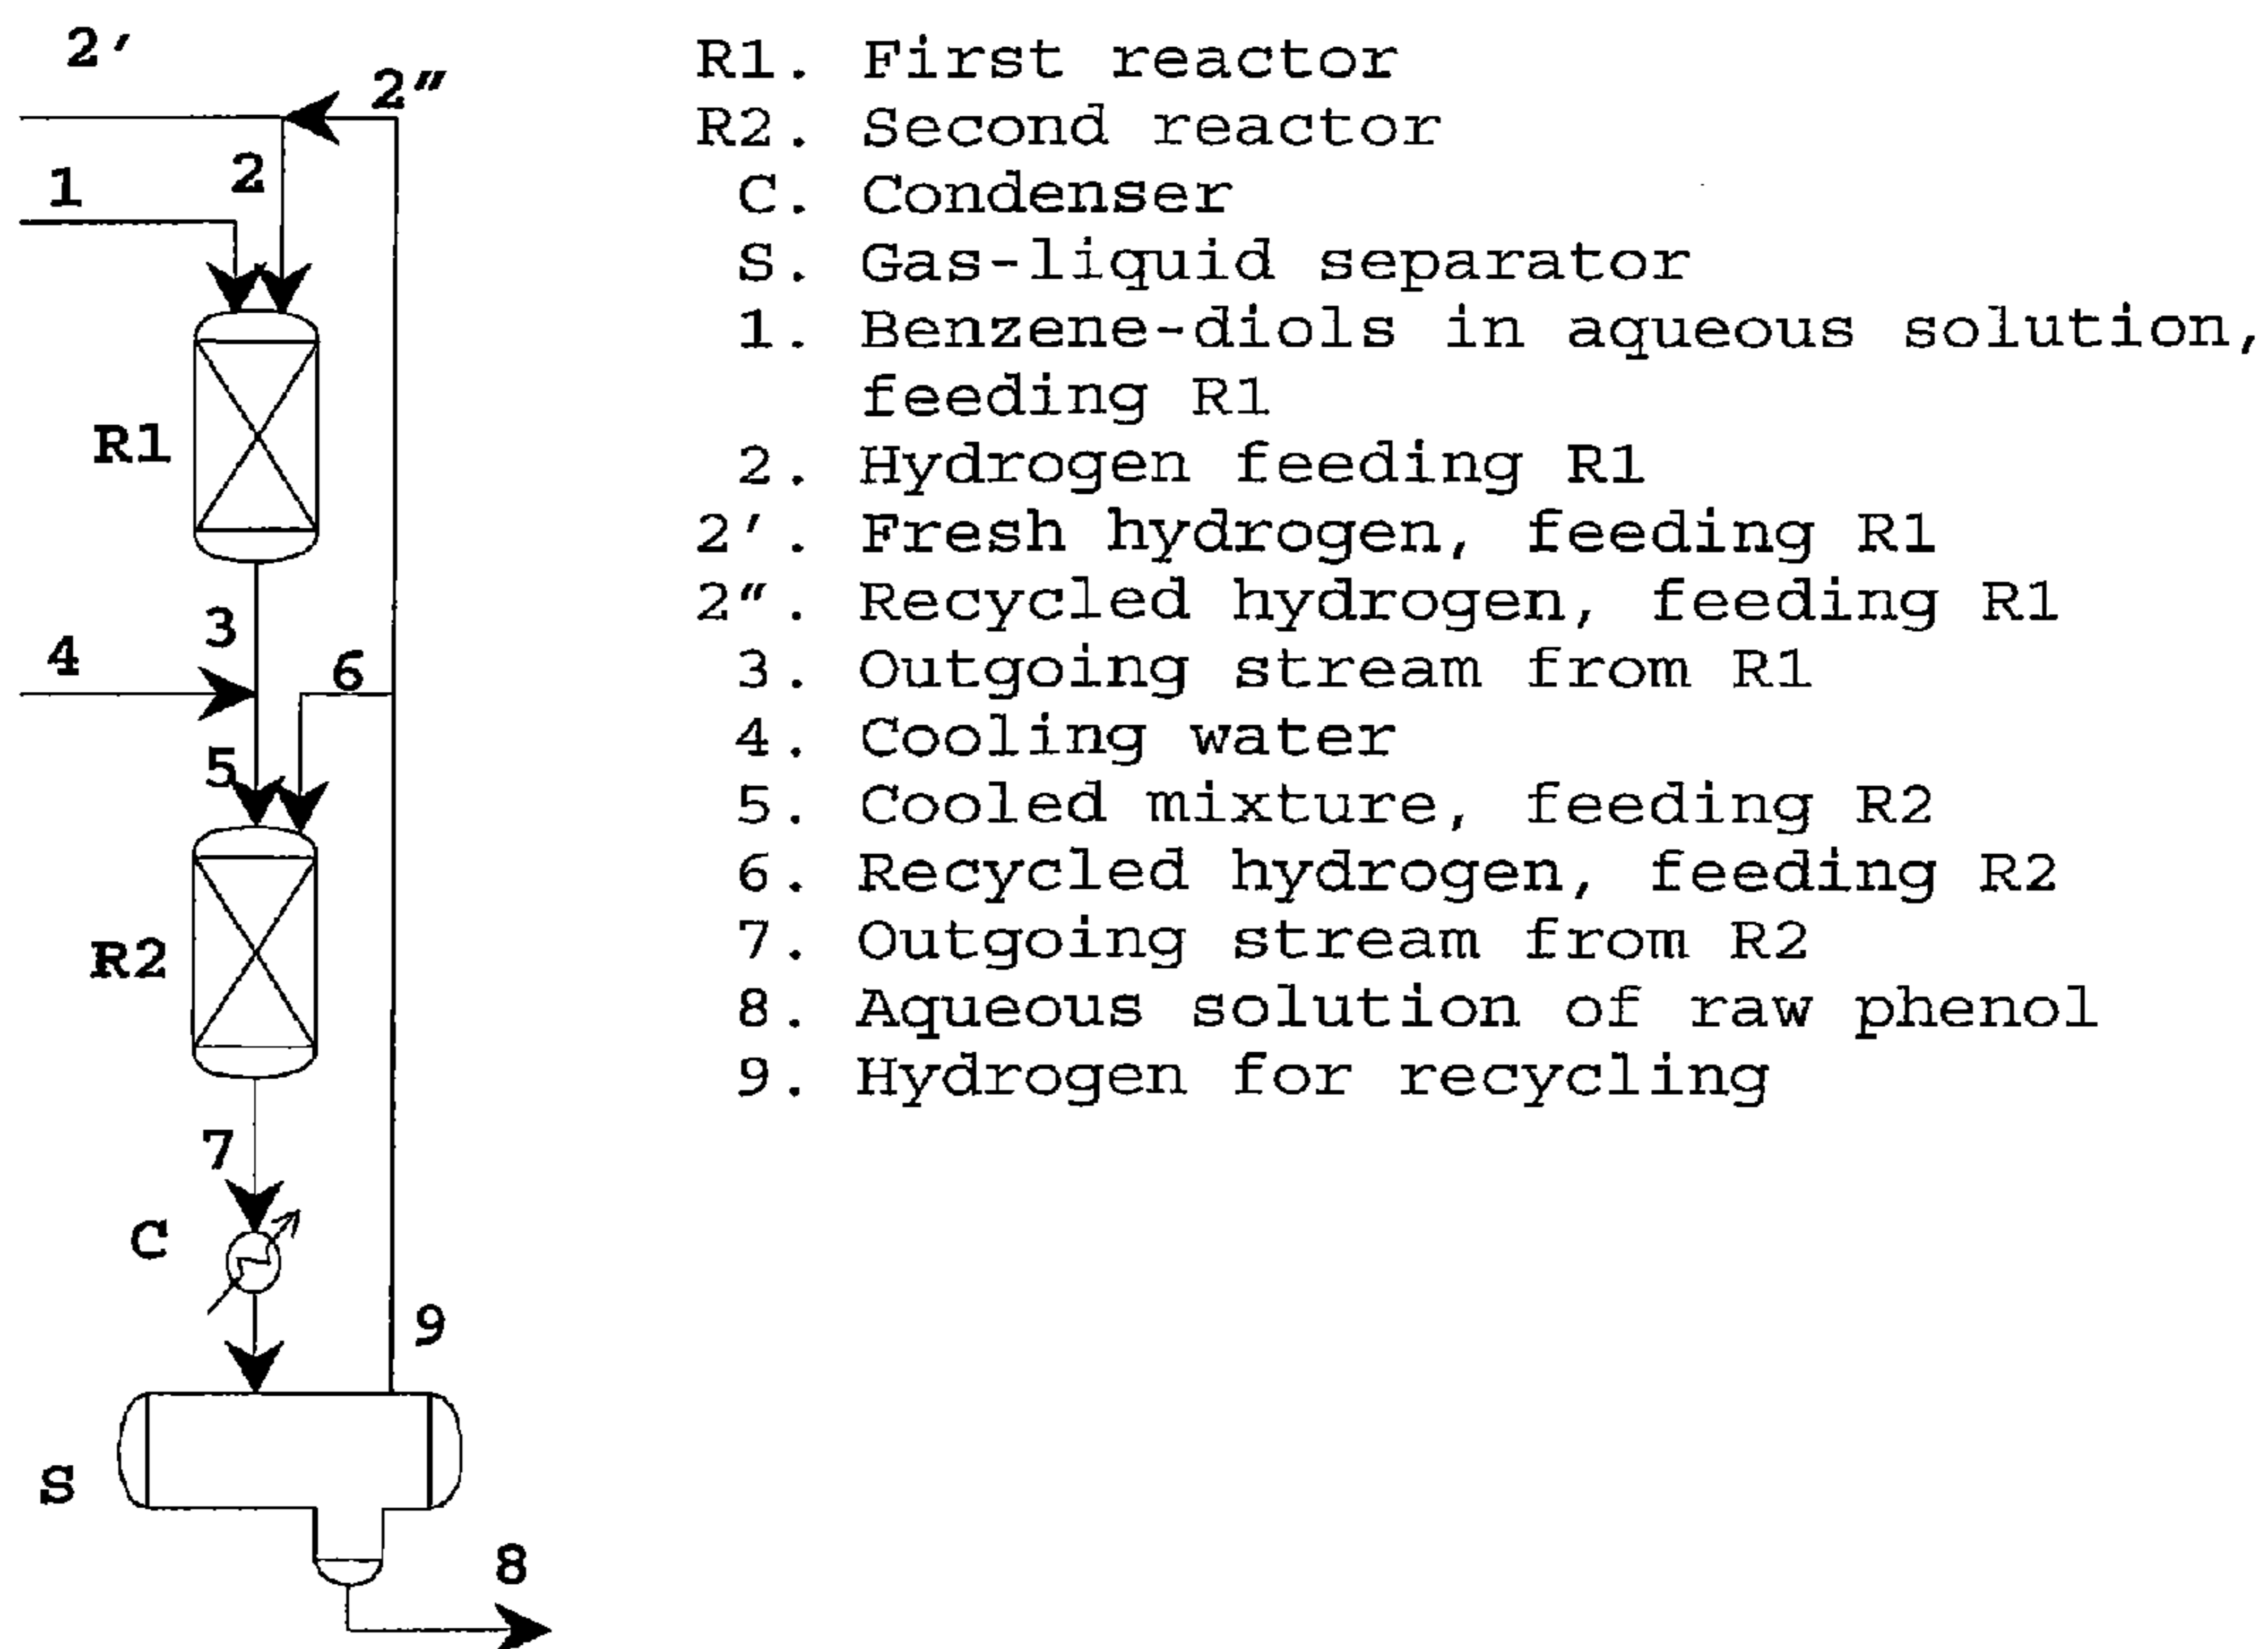 2′
2″
1
2
R1
3
4
6
5
R2
7
C
9
S
8
R1. First reactor
R2. Second reactor
C. Condenser
S. Gas-liquid separator
1. Benzene-diols in aqueous solution,
feeding R1
2. Hydrogen feeding R1
2′. Fresh hydrogen, feeding R1
2″. Recycled hydrogen, feeding R1
3. Outgoing stream from R1
4. Cooling water
5. Cooled mixture, feeding R2
6. Recycled hydrogen, feeding R2
7. Outgoing stream from R2
8. Aqueous solution of raw phenol
9. Hydrogen for recycling